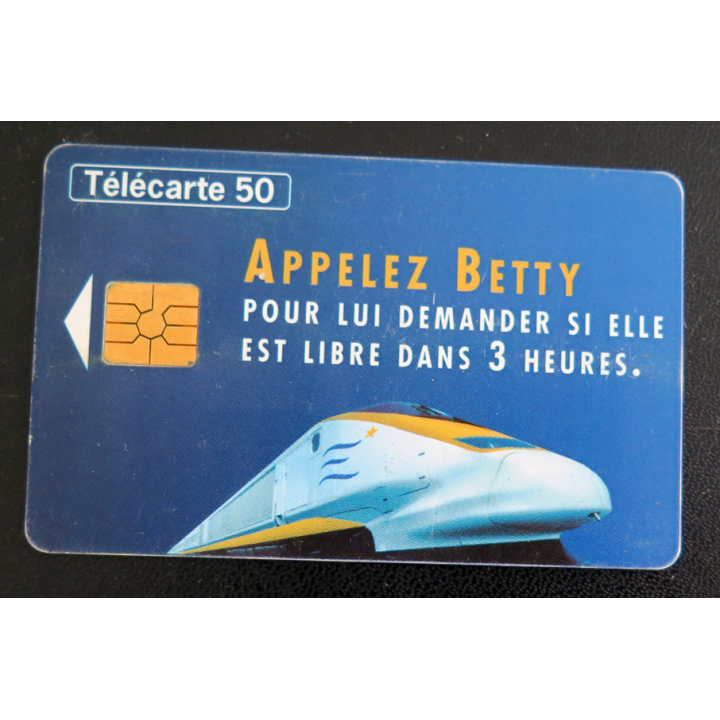 Télécarte 50
APPELEZ BETTY
POUR LUI DEMANDER SI ELLE
EST LIBRE DANS 3 HEURES.